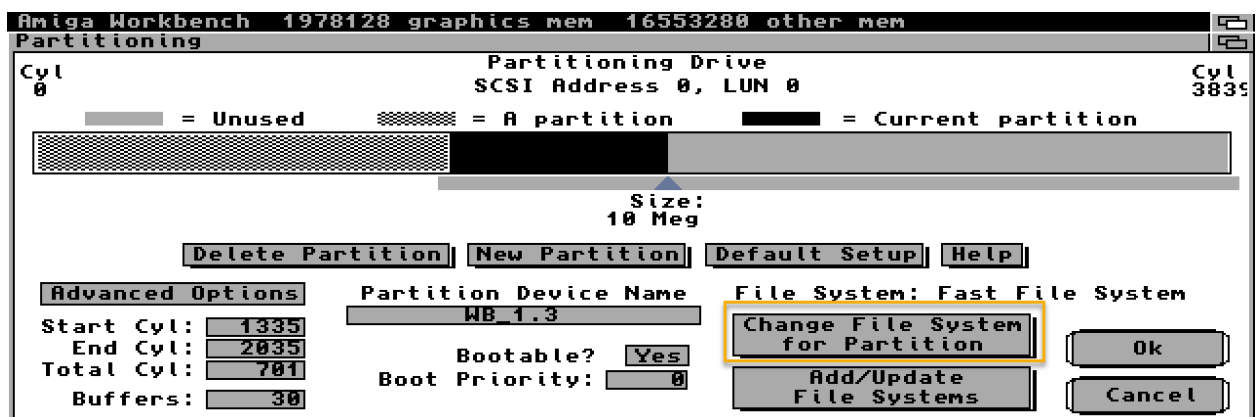 Amiga Workbench 1978128 graphics mem 16553280 other mem
Partitioning
Partitioning Drive
SCSI Address 0, LUN 0
Cyl
0
Cyl
3839
= Unused
= A partition
= Current partition
Size:
10 Meg
Delete Partition
New Partition
Default Setup
Help
Advanced Options
Start Cyl: 1335
End Cyl: 2035
Total Cyl: 701
Buffers: 30
Partition Device Name
WB_1.3
Bootable? Yes
Boot Priority: 0
File System: Fast File System
Change File System
for Partition
Add/Update
File Systems
Ok
Cancel